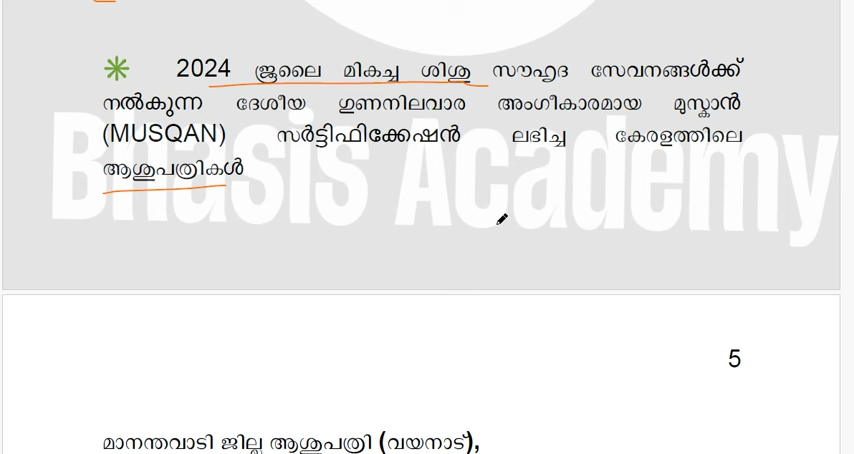 2024 ജൂലൈ മികച്ച ശിശു സൗഹൃദ സേവനങ്ങൾക്ക്
നൽകുന്ന ദേശീയ ഗുണനിലവാര അംഗീകാരമായ മുസ്കാൻ
(MUSQAN) സർട്ടിഫിക്കേഷൻ ലഭിച്ച കേരളത്തിലെ
ആശുപത്രികൾ
Bhasis Academy
5
മാനന്തവാടി ജില്ല ആശുപത്രി (വയനാട്),